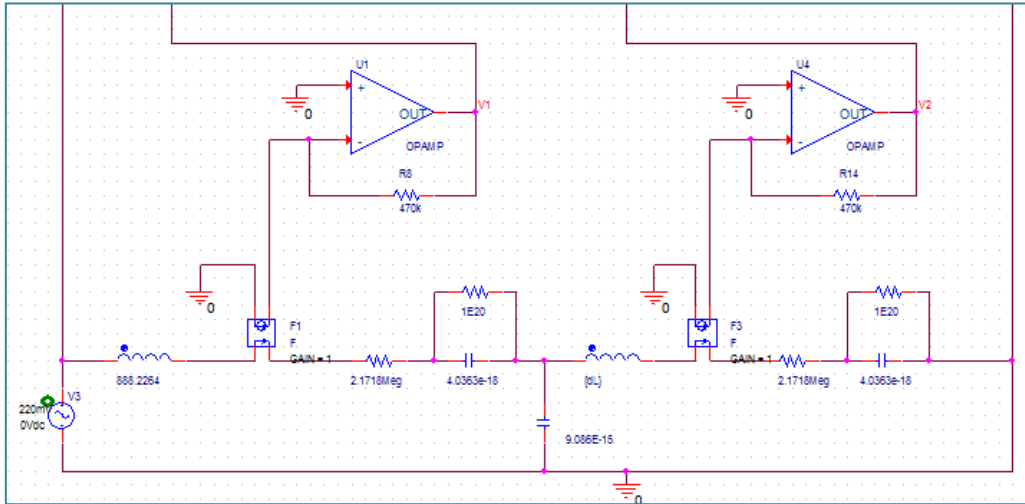 U1
+
OUT
V1
-
OPAMP
0
R8
470k
U4
+
OUT
V2
-
OPAMP
0
R14
470k
0
F1
F
GAIN = 1
1E20
2.1718Meg
4.0363e-18
888.2264
0
F3
F
GAIN = 1
1E20
2.1718Meg
4.0363e-18
(dL)
V3
0Vdc
9.086E-15
0